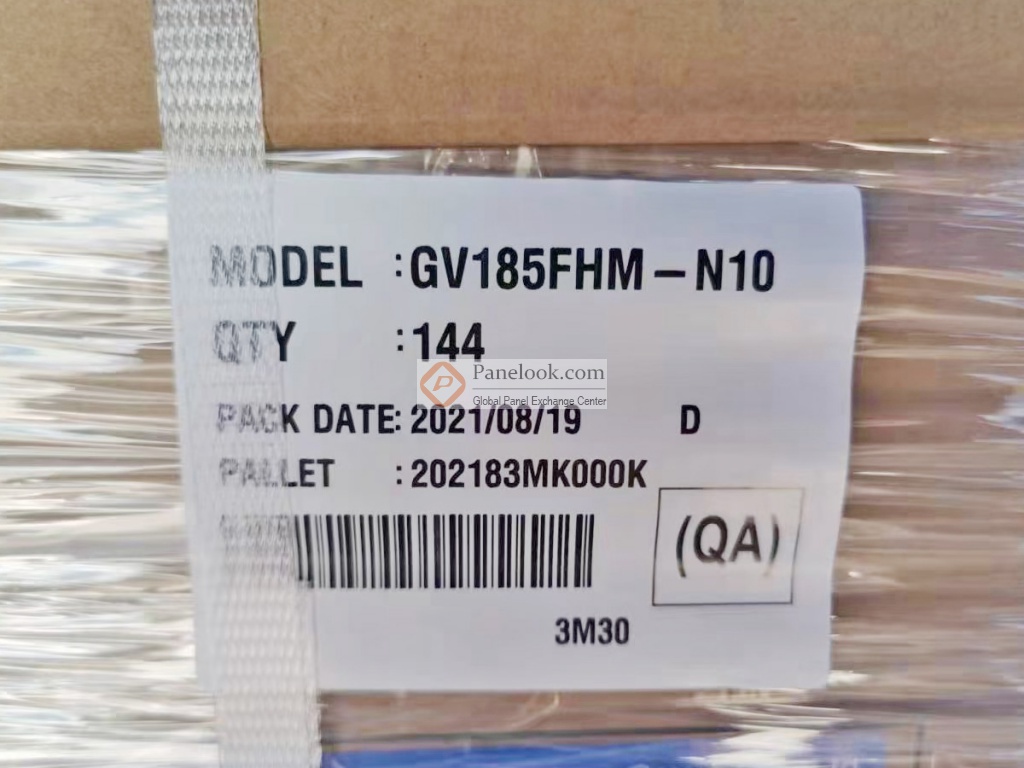 MODEL :GV185FHM-N10
QTY :144
Panelook.com
Global Panel Exchange Center
PACK DATE: 2021/08/19 D
PALLET :202183MK000K
(QA)
3M30